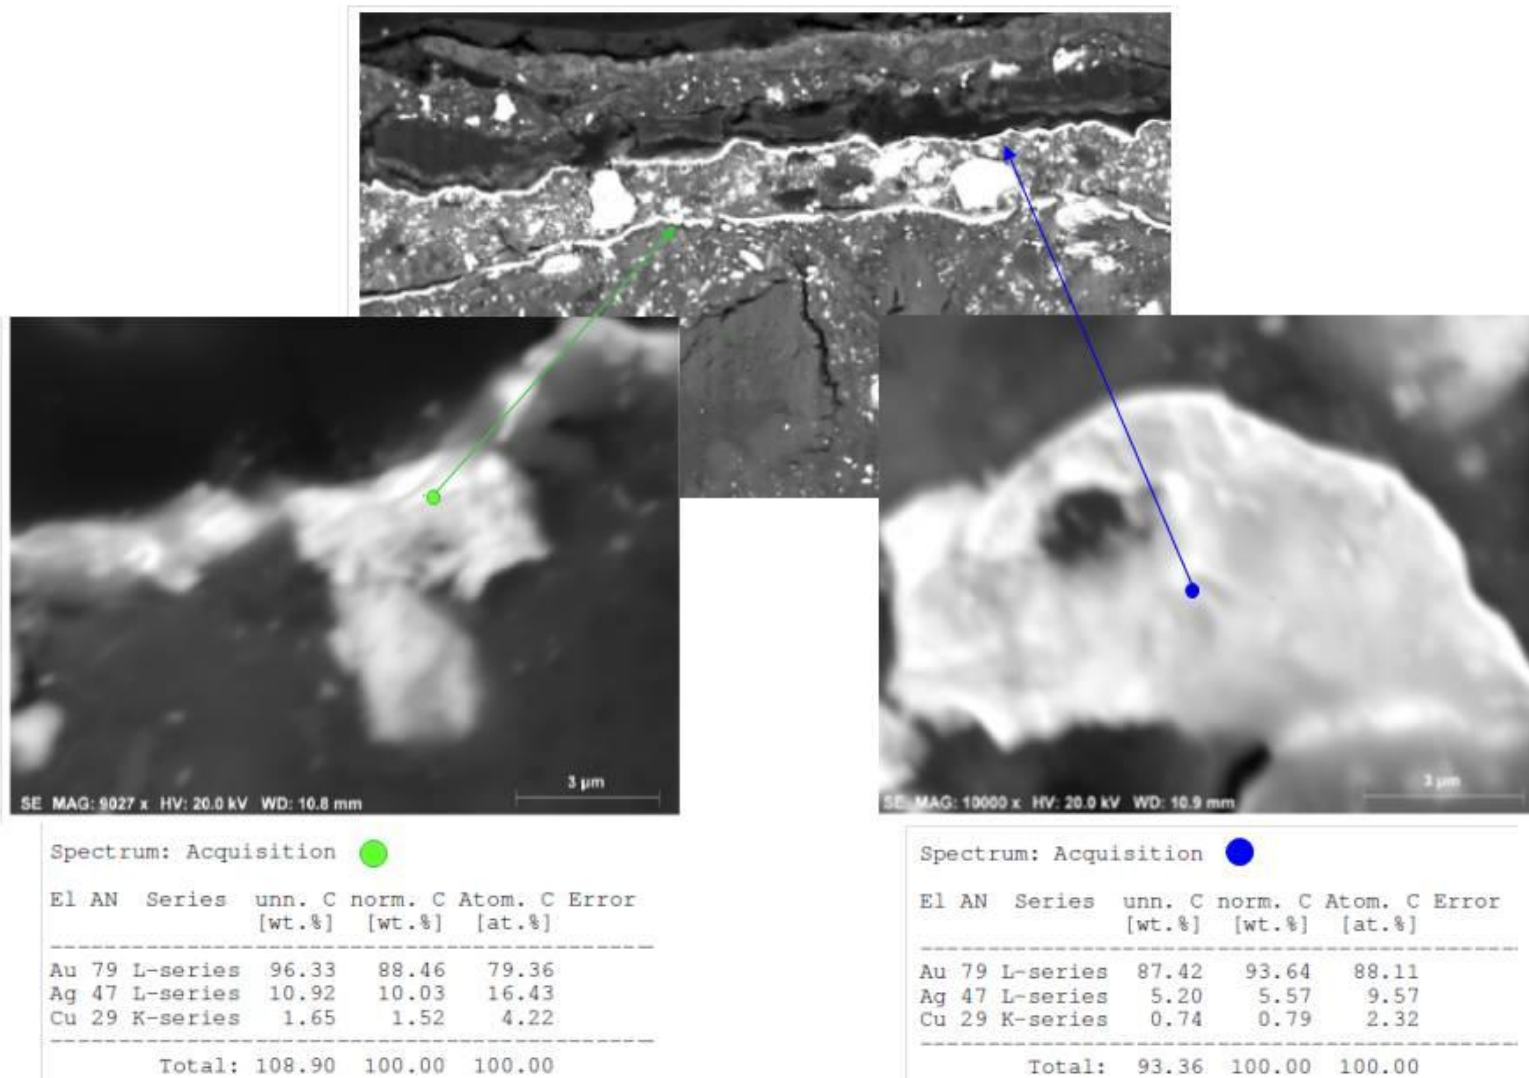 3 µm
SE MAG: 9027 x HV: 20.0 kV WD: 10.8 mm
3 µm
SE MAG: 10000 x HV: 20.0 kV WD: 10.9 mm
Spectrum: Acquisition
El AN Series unn. C norm. C Atom. C Error
[wt.%] [wt.%] [at.%]
Au 79 L-series 96.33 88.46 79.36
Ag 47 L-series 10.92 10.03 16.43
Cu 29 K-series 1.65 1.52 4.22
Total: 108.90 100.00 100.00
Spectrum: Acquisition
El AN Series unn. C norm. C Atom. C Error
[wt.%] [wt.%] [at.%]
Au 79 L-series 87.42 93.64 88.11
Ag 47 L-series 5.20 5.57 9.57
Cu 29 K-series 0.74 0.79 2.32
Total: 93.36 100.00 100.00